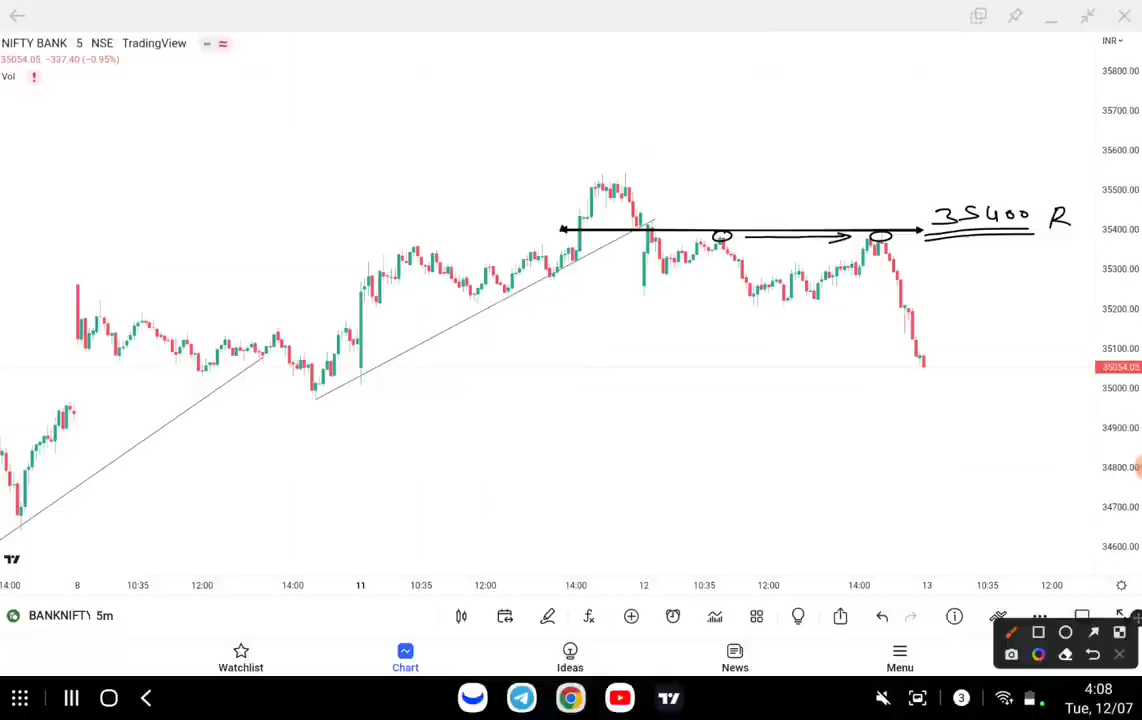 NIFTY BANK 5 NSE TradingView
INR
35054.05 -337.40 (-0.95%)
Vol
35800.00
35700.00
35600.00
35500.00
35400 R
35400.00
35300.00
35200.00
35100.00
35054.05
35000.00
34900.00
34800.00
34700.00
34600.00
14:00 8 10:35 12:00 14:00 11 10:35 12:00 14:00 12 10:35 12:00 14:00 13 10:35 12:00
BANKNIFTY 5m
Watchlist Chart Ideas News Menu
3
4:08
Tue, 12/07